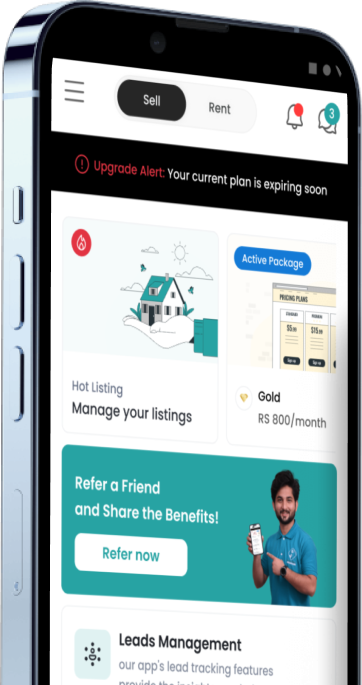 Sell
Rent
3
Upgrade Alert: Your current plan is expiring soon
Hot Listing
Manage your listings
Active Package
PRICING PLANS
$5.99
$15.99
Gold
RS 800/month
Refer a Friend
and Share the Benefits!
Refer now
Leads Management
our app's lead tracking features